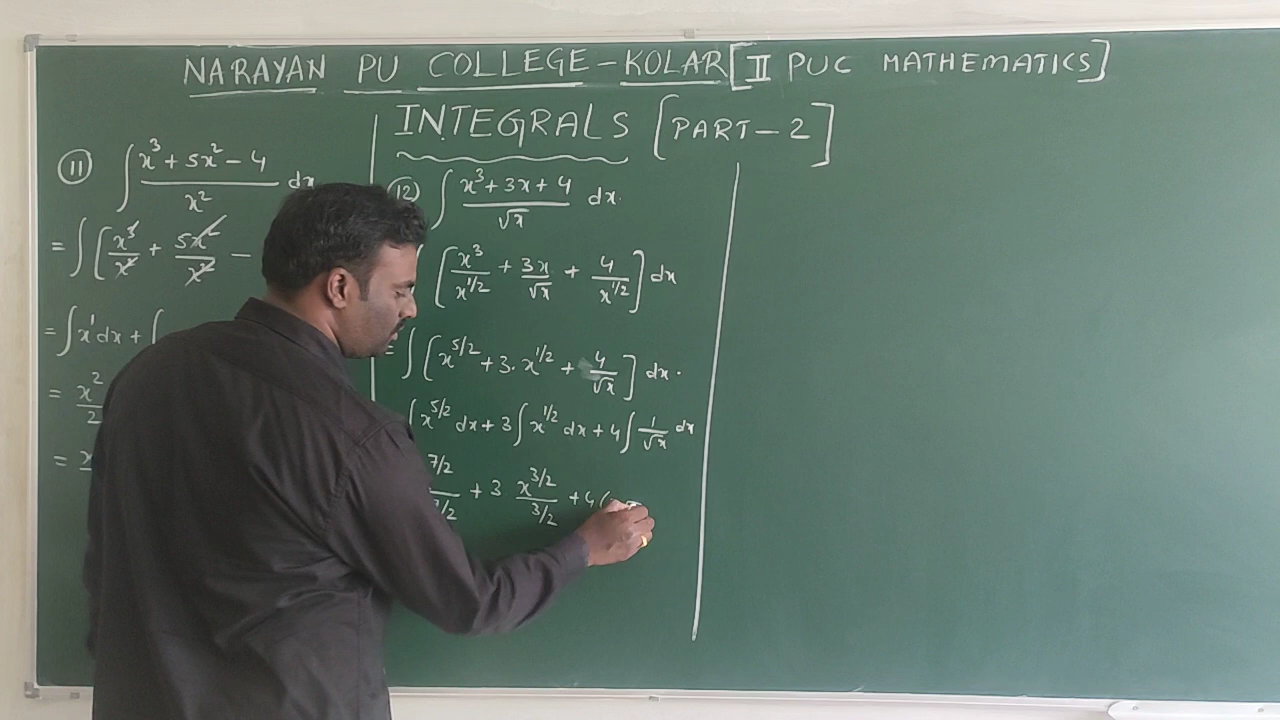 NARAYAN PU COLLEGE – KOLAR [II PUC MATHEMATICS]
INTEGRALS [PART – 2]
(11) ∫ (x³ + 5x² – 4)/x² dx
= ∫ [x³/x² + 5x²/x² –
= ∫ x¹ dx + ∫
= x²/2
=
(12) ∫ (x³ + 3x + 4)/√x dx.
∫ [x³/x^1/2 + 3x/√x + 4/x^1/2] dx
= ∫ [x^5/2 + 3. x^1/2 + 4/√x] dx.
∫ x^5/2 dx + 3 ∫ x^1/2 dx + 4 ∫ 1/√x dx
7/2 / 7/2 + 3 x^3/2 / 3/2 + 4(